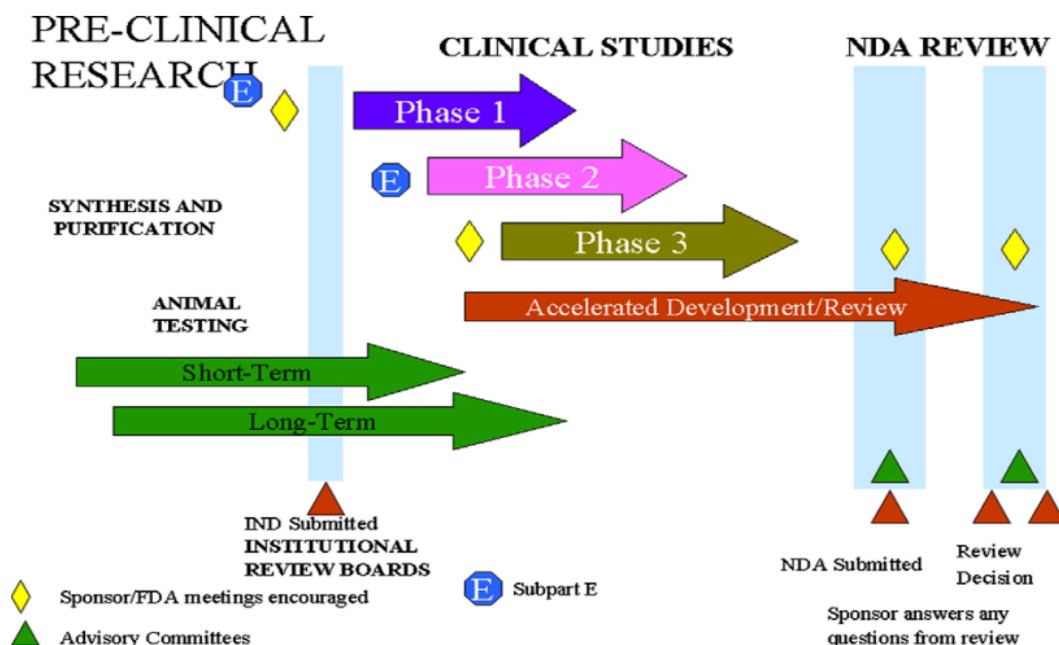 PRE-CLINICAL
RESEARCH
CLINICAL STUDIES
NDA REVIEW
E
Phase 1
E
Phase 2
SYNTHESIS AND
PURIFICATION
Phase 3
Accelerated Development/Review
ANIMAL
TESTING
Short-Term
Long-Term
IND Submitted
INSTITUTIONAL
REVIEW BOARDS
NDA Submitted
Review
Decision
E
Subpart E
Sponsor/FDA meetings encouraged
Advisory Committees
Sponsor answers any
questions from review